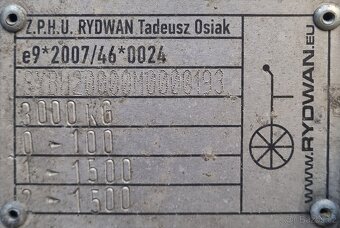 Z.P.H.U. RYDWAN Tadeusz Osiak
e9*2007/46*0024
3000 KG
0 - 100
1 - 1500
2 - 1500
WWW.RYDWAN.EU